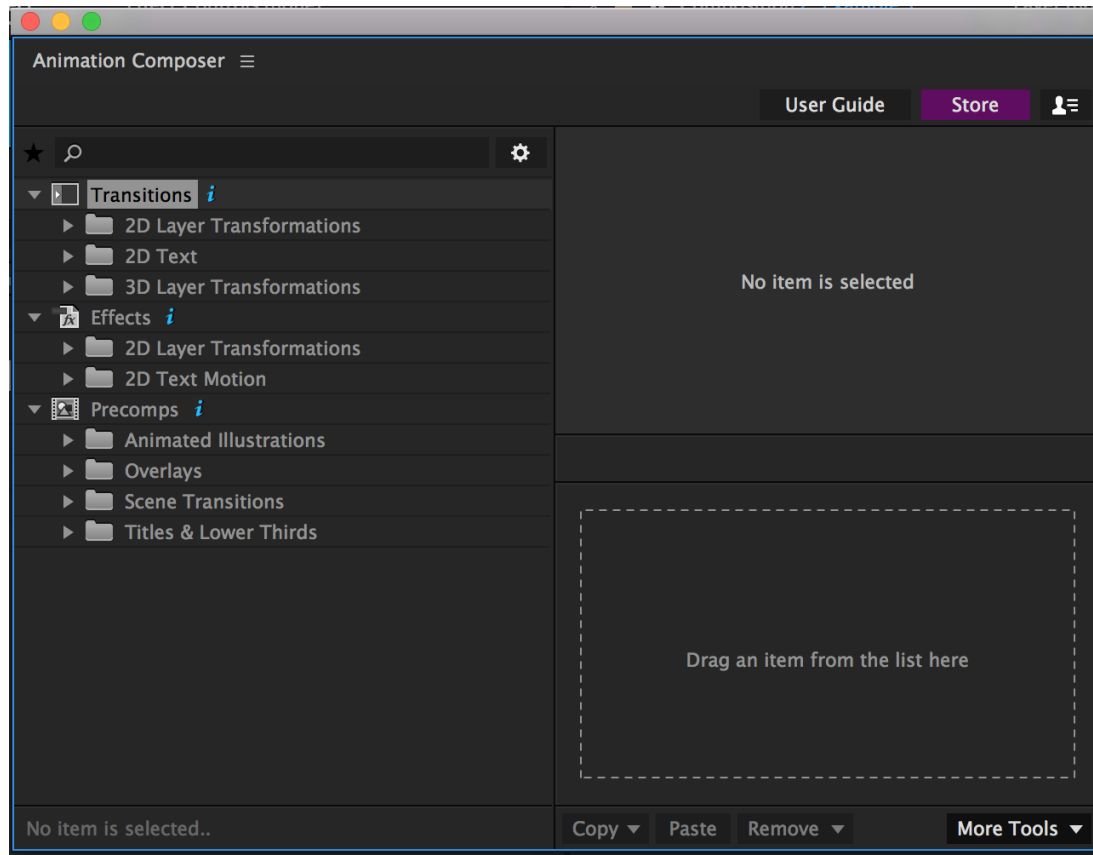 Animation Composer
User Guide
Store
Transitions i
2D Layer Transformations
2D Text
3D Layer Transformations
Effects i
2D Layer Transformations
2D Text Motion
Precomps i
Animated Illustrations
Overlays
Scene Transitions
Titles & Lower Thirds
No item is selected..
No item is selected
Drag an item from the list here
Copy
Paste
Remove
More Tools